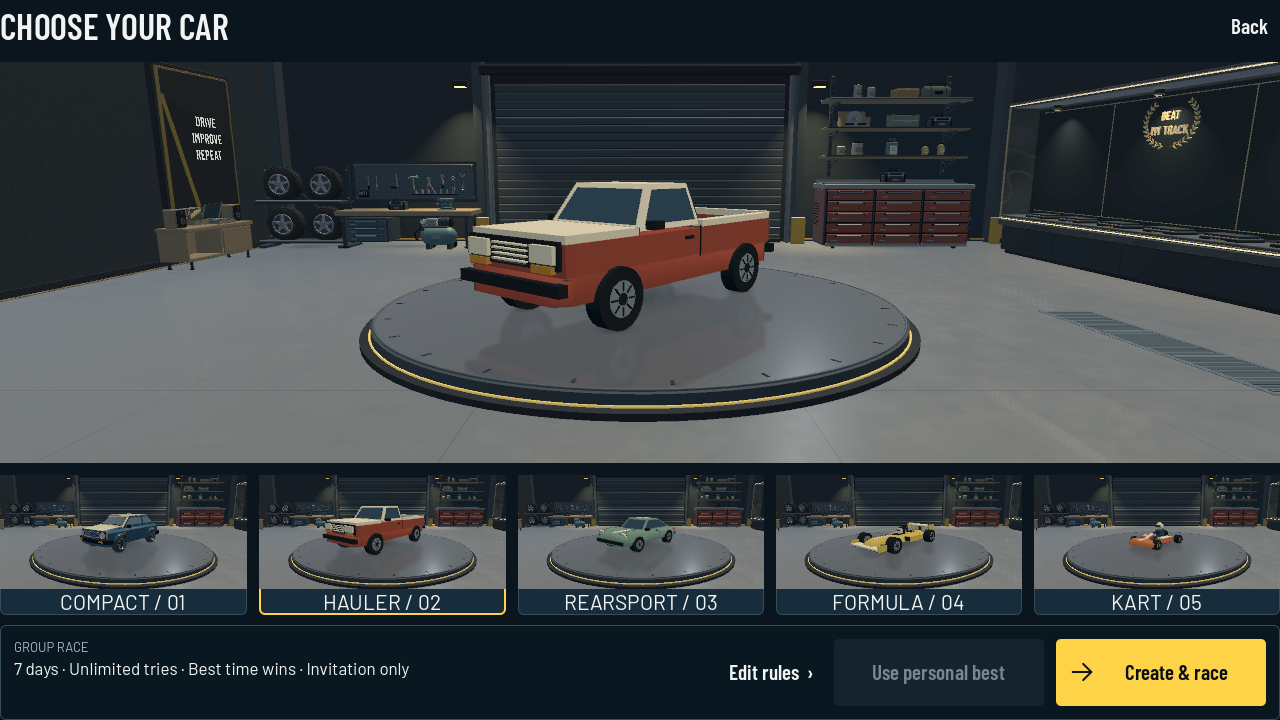 CHOOSE YOUR CAR
Back
DRIVE
IMPROVE
REPEAT
BEAT
MY TRACK
COMPACT / 01
HAULER / 02
REARSPORT / 03
FORMULA / 04
KART / 05
GROUP RACE
7 days · Unlimited tries · Best time wins · Invitation only
Edit rules ›
Use personal best
Create & race